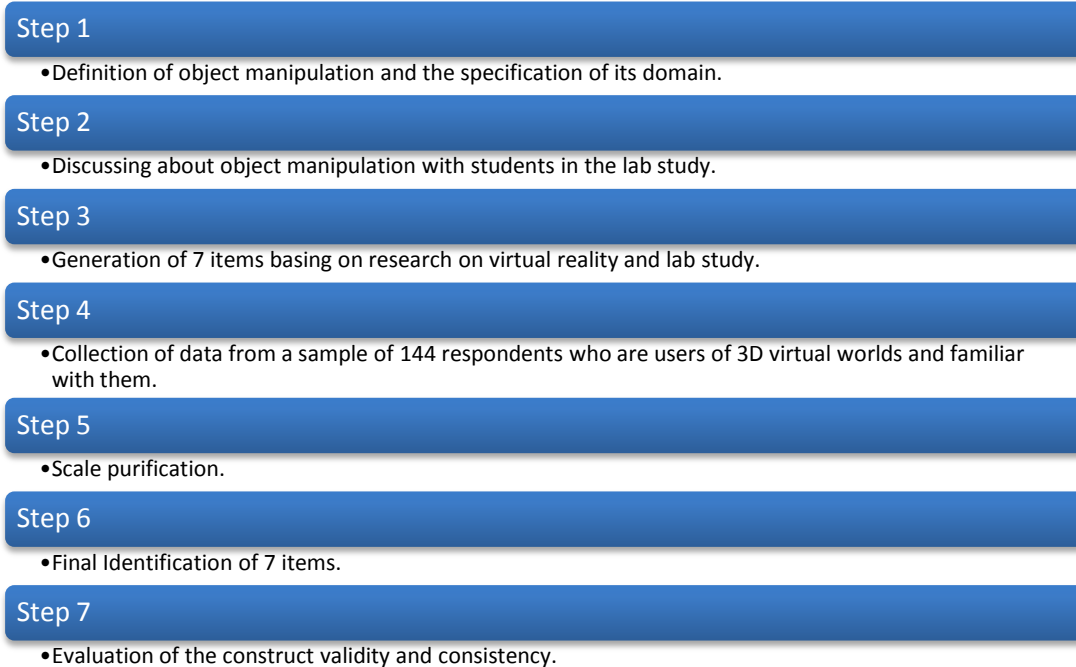 Step 1
•Definition of object manipulation and the specification of its domain.
Step 2
•Discussing about object manipulation with students in the lab study.
Step 3
•Generation of 7 items basing on research on virtual reality and lab study.
Step 4
•Collection of data from a sample of 144 respondents who are users of 3D virtual worlds and familiar
with them.
Step 5
•Scale purification.
Step 6
•Final Identification of 7 items.
Step 7
•Evaluation of the construct validity and consistency.